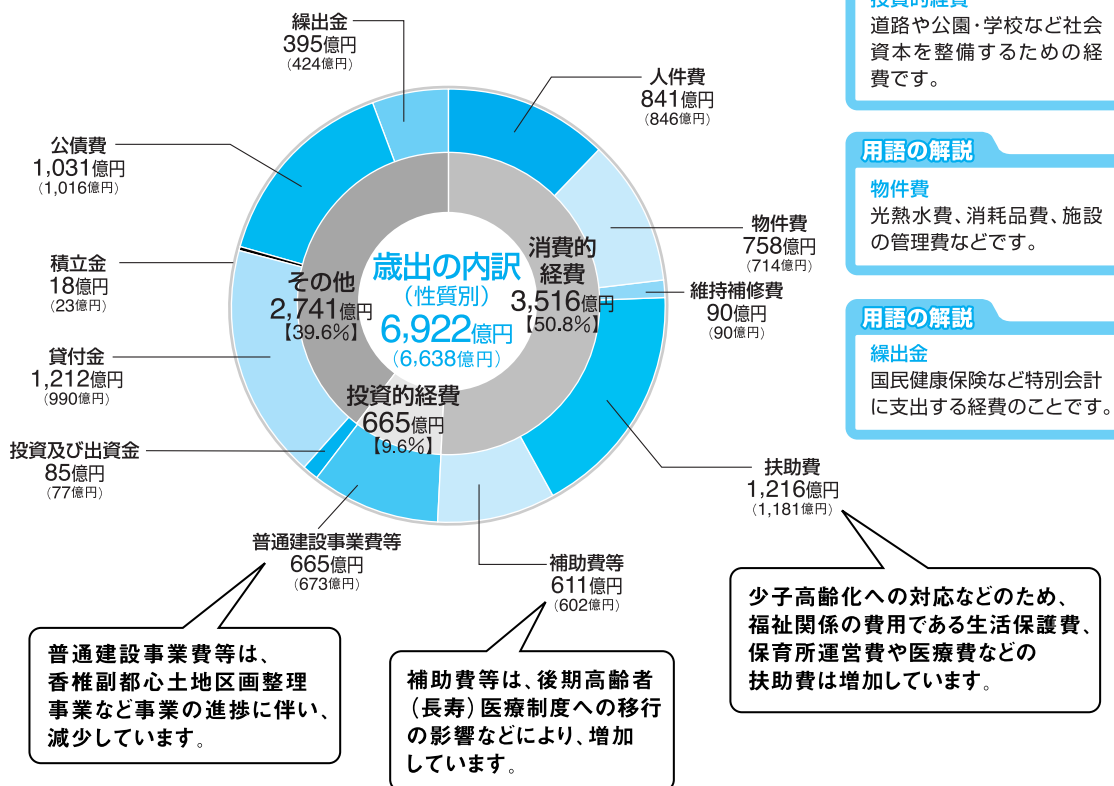 繰出金
395億円
(424億円)
人件費
841億円
(846億円)
公債費
1,031億円
(1,016億円)
物件費
758億円
(714億円)
積立金
18億円
(23億円)
維持補修費
90億円
(90億円)
貸付金
1,212億円
(990億円)
投資及び出資金
85億円
(77億円)
扶助費
1,216億円
(1,181億円)
普通建設事業費等
665億円
(673億円)
補助費等
611億円
(602億円)
歳出の内訳
(性質別)
6,922億円
(6,638億円)
消費的
経費
3,516億円
【50.8%】
その他
2,741億円
【39.6%】
投資的経費
665億円
【9.6%】
普通建設事業費等は、
香椎副都心土地区画整理
事業など事業の進捗に伴い、
減少しています。
補助費等は、後期高齢者
(長寿)医療制度への移行
の影響などにより、増加
しています。
少子高齢化への対応などのため、
福祉関係の費用である生活保護費、
保育所運営費や医療費などの
扶助費は増加しています。
投資的経費
道路や公園・学校など社会
資本を整備するための経
費です。
用語の解説
物件費
光熱水費、消耗品費、施設
の管理費などです。
用語の解説
繰出金
国民健康保険など特別会計
に支出する経費のことです。